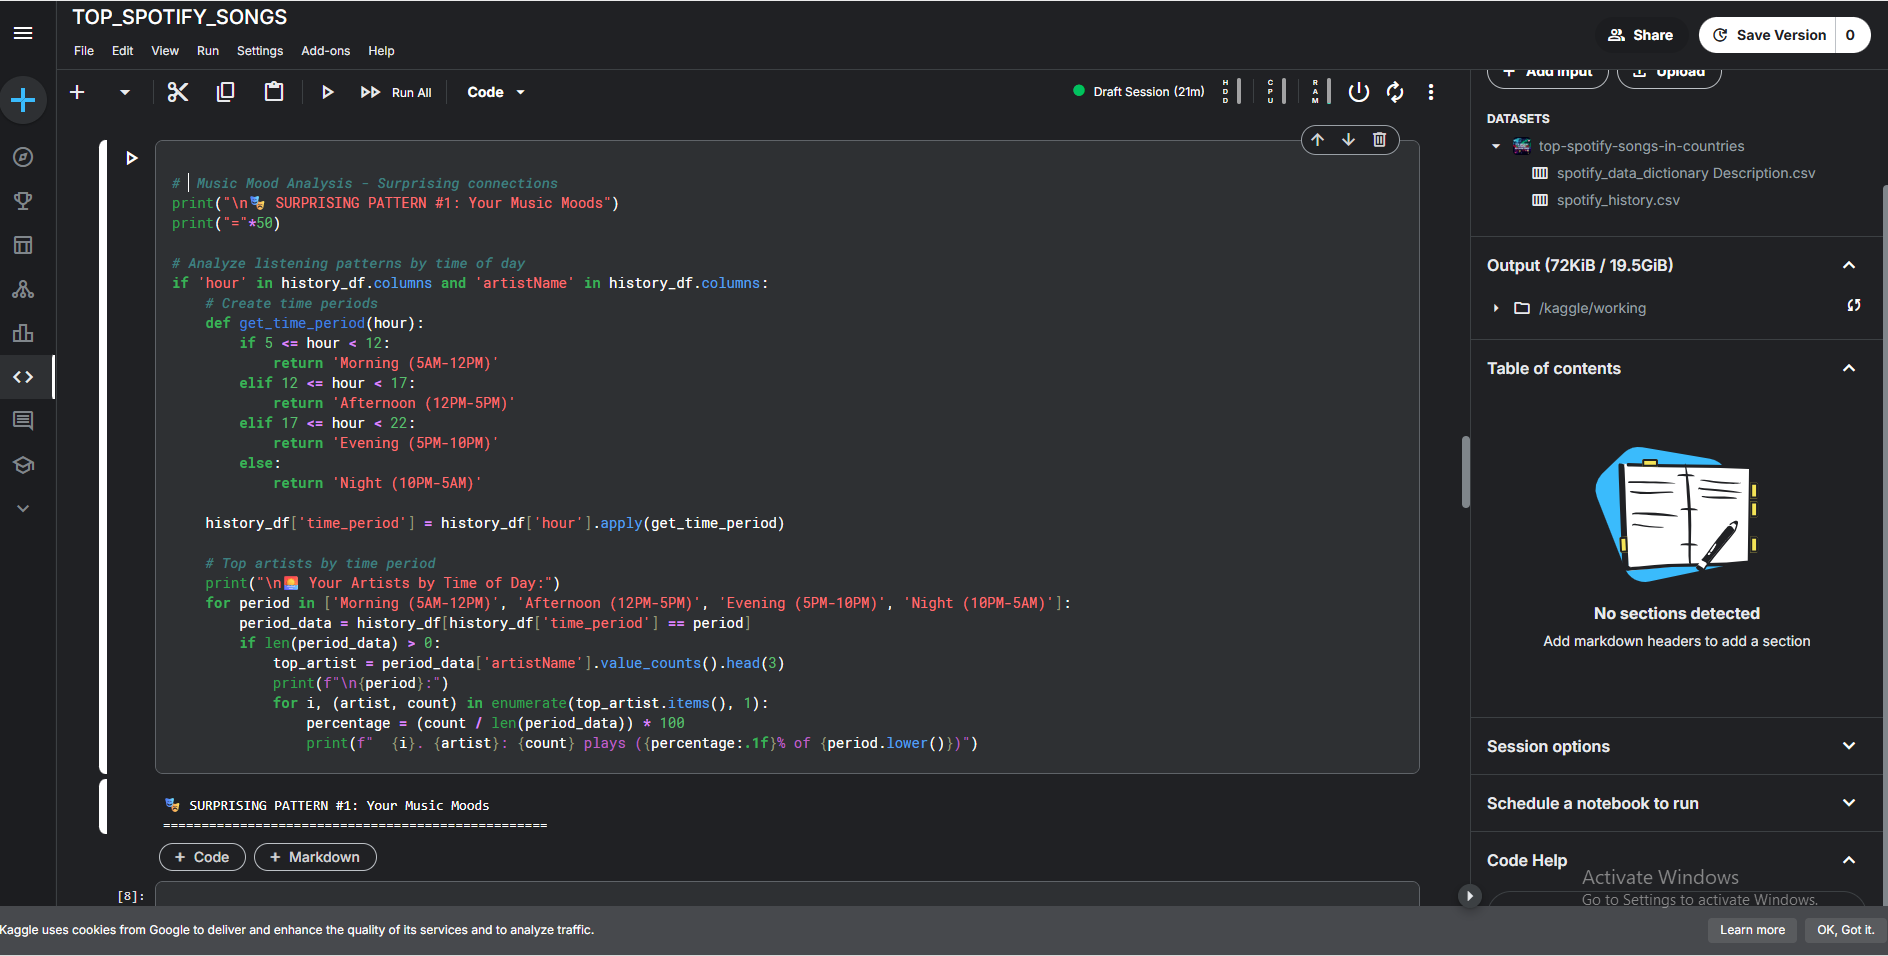 TOP_SPOTIFY_SONGS
File Edit View Run Settings Add-ons Help
Share
Save Version 0
Run All
Code
Draft Session (21m)
HDD
CPU
RAM
# Music Mood Analysis - Surprising connections
print("\n🎭 SURPRISING PATTERN #1: Your Music Moods")
print("="*50)
# Analyze listening patterns by time of day
if 'hour' in history_df.columns and 'artistName' in history_df.columns:
    # Create time periods
    def get_time_period(hour):
        if 5 <= hour < 12:
            return 'Morning (5AM-12PM)'
        elif 12 <= hour < 17:
            return 'Afternoon (12PM-5PM)'
        elif 17 <= hour < 22:
            return 'Evening (5PM-10PM)'
        else:
            return 'Night (10PM-5AM)'
    history_df['time_period'] = history_df['hour'].apply(get_time_period)
    # Top artists by time period
    print("\n🌅 Your Artists by Time of Day:")
    for period in ['Morning (5AM-12PM)', 'Afternoon (12PM-5PM)', 'Evening (5PM-10PM)', 'Night (10PM-5AM)']:
        period_data = history_df[history_df['time_period'] == period]
        if len(period_data) > 0:
            top_artist = period_data['artistName'].value_counts().head(3)
            print(f"\n{period}:")
            for i, (artist, count) in enumerate(top_artist.items(), 1):
                percentage = (count / len(period_data)) * 100
                print(f"  {i}. {artist}: {count} plays ({percentage:.1f}% of {period.lower()})")
🎭 SURPRISING PATTERN #1: Your Music Moods
==================================================
+ Code + Markdown
[8]:
+ Add Input
Upload
DATASETS
top-spotify-songs-in-countries
spotify_data_dictionary Description.csv
spotify_history.csv
Output (72KiB / 19.5GiB)
/kaggle/working
Table of contents
No sections detected
Add markdown headers to add a section
Session options
Schedule a notebook to run
Code Help
Activate Windows
Go to Settings to activate Windows.
Kaggle uses cookies from Google to deliver and enhance the quality of its services and to analyze traffic.
Learn more
OK, Got it.